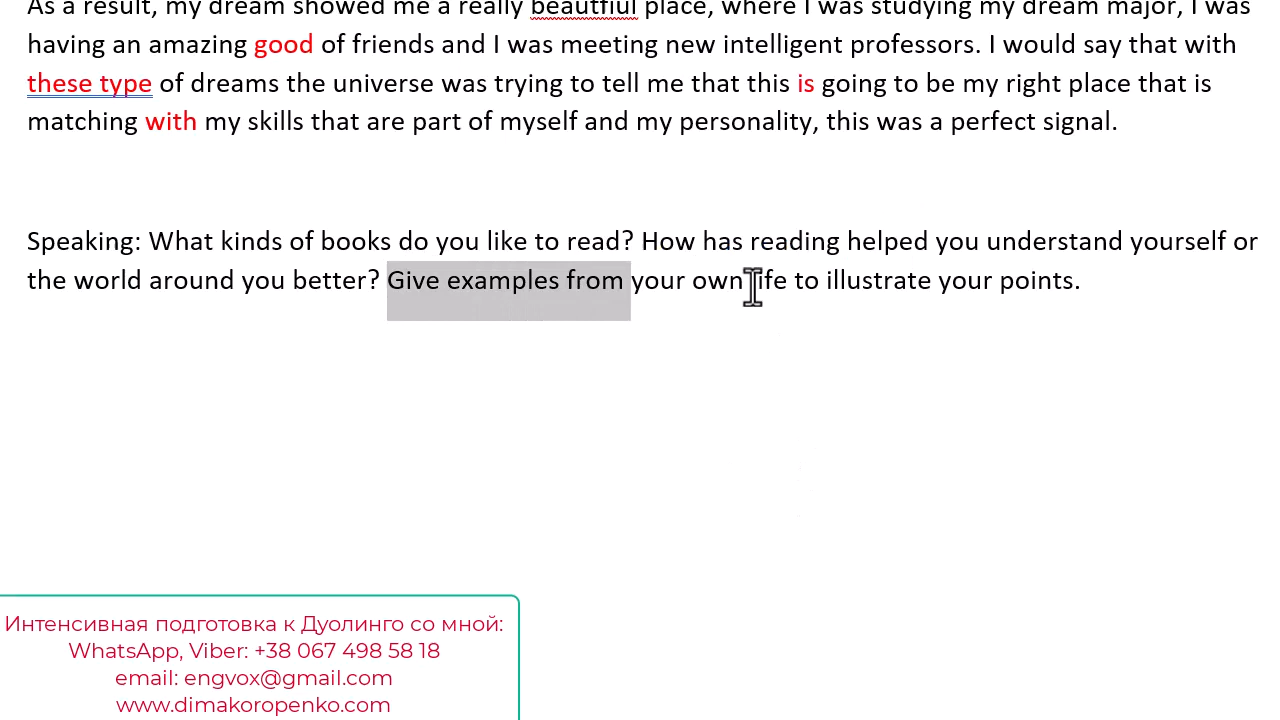 As a result, my dream showed me a really beautfiul place, where I was studying my dream major, I was
having an amazing good of friends and I was meeting new intelligent professors. I would say that with
these type of dreams the universe was trying to tell me that this is going to be my right place that is
matching with my skills that are part of myself and my personality, this was a perfect signal.
Speaking: What kinds of books do you like to read? How has reading helped you understand yourself or
the world around you better? Give examples from your own life to illustrate your points.
Интенсивная подготовка к Дуолинго со мной:
WhatsApp, Viber: +38 067 498 58 18
email: engvox@gmail.com
www.dimakoropenko.com